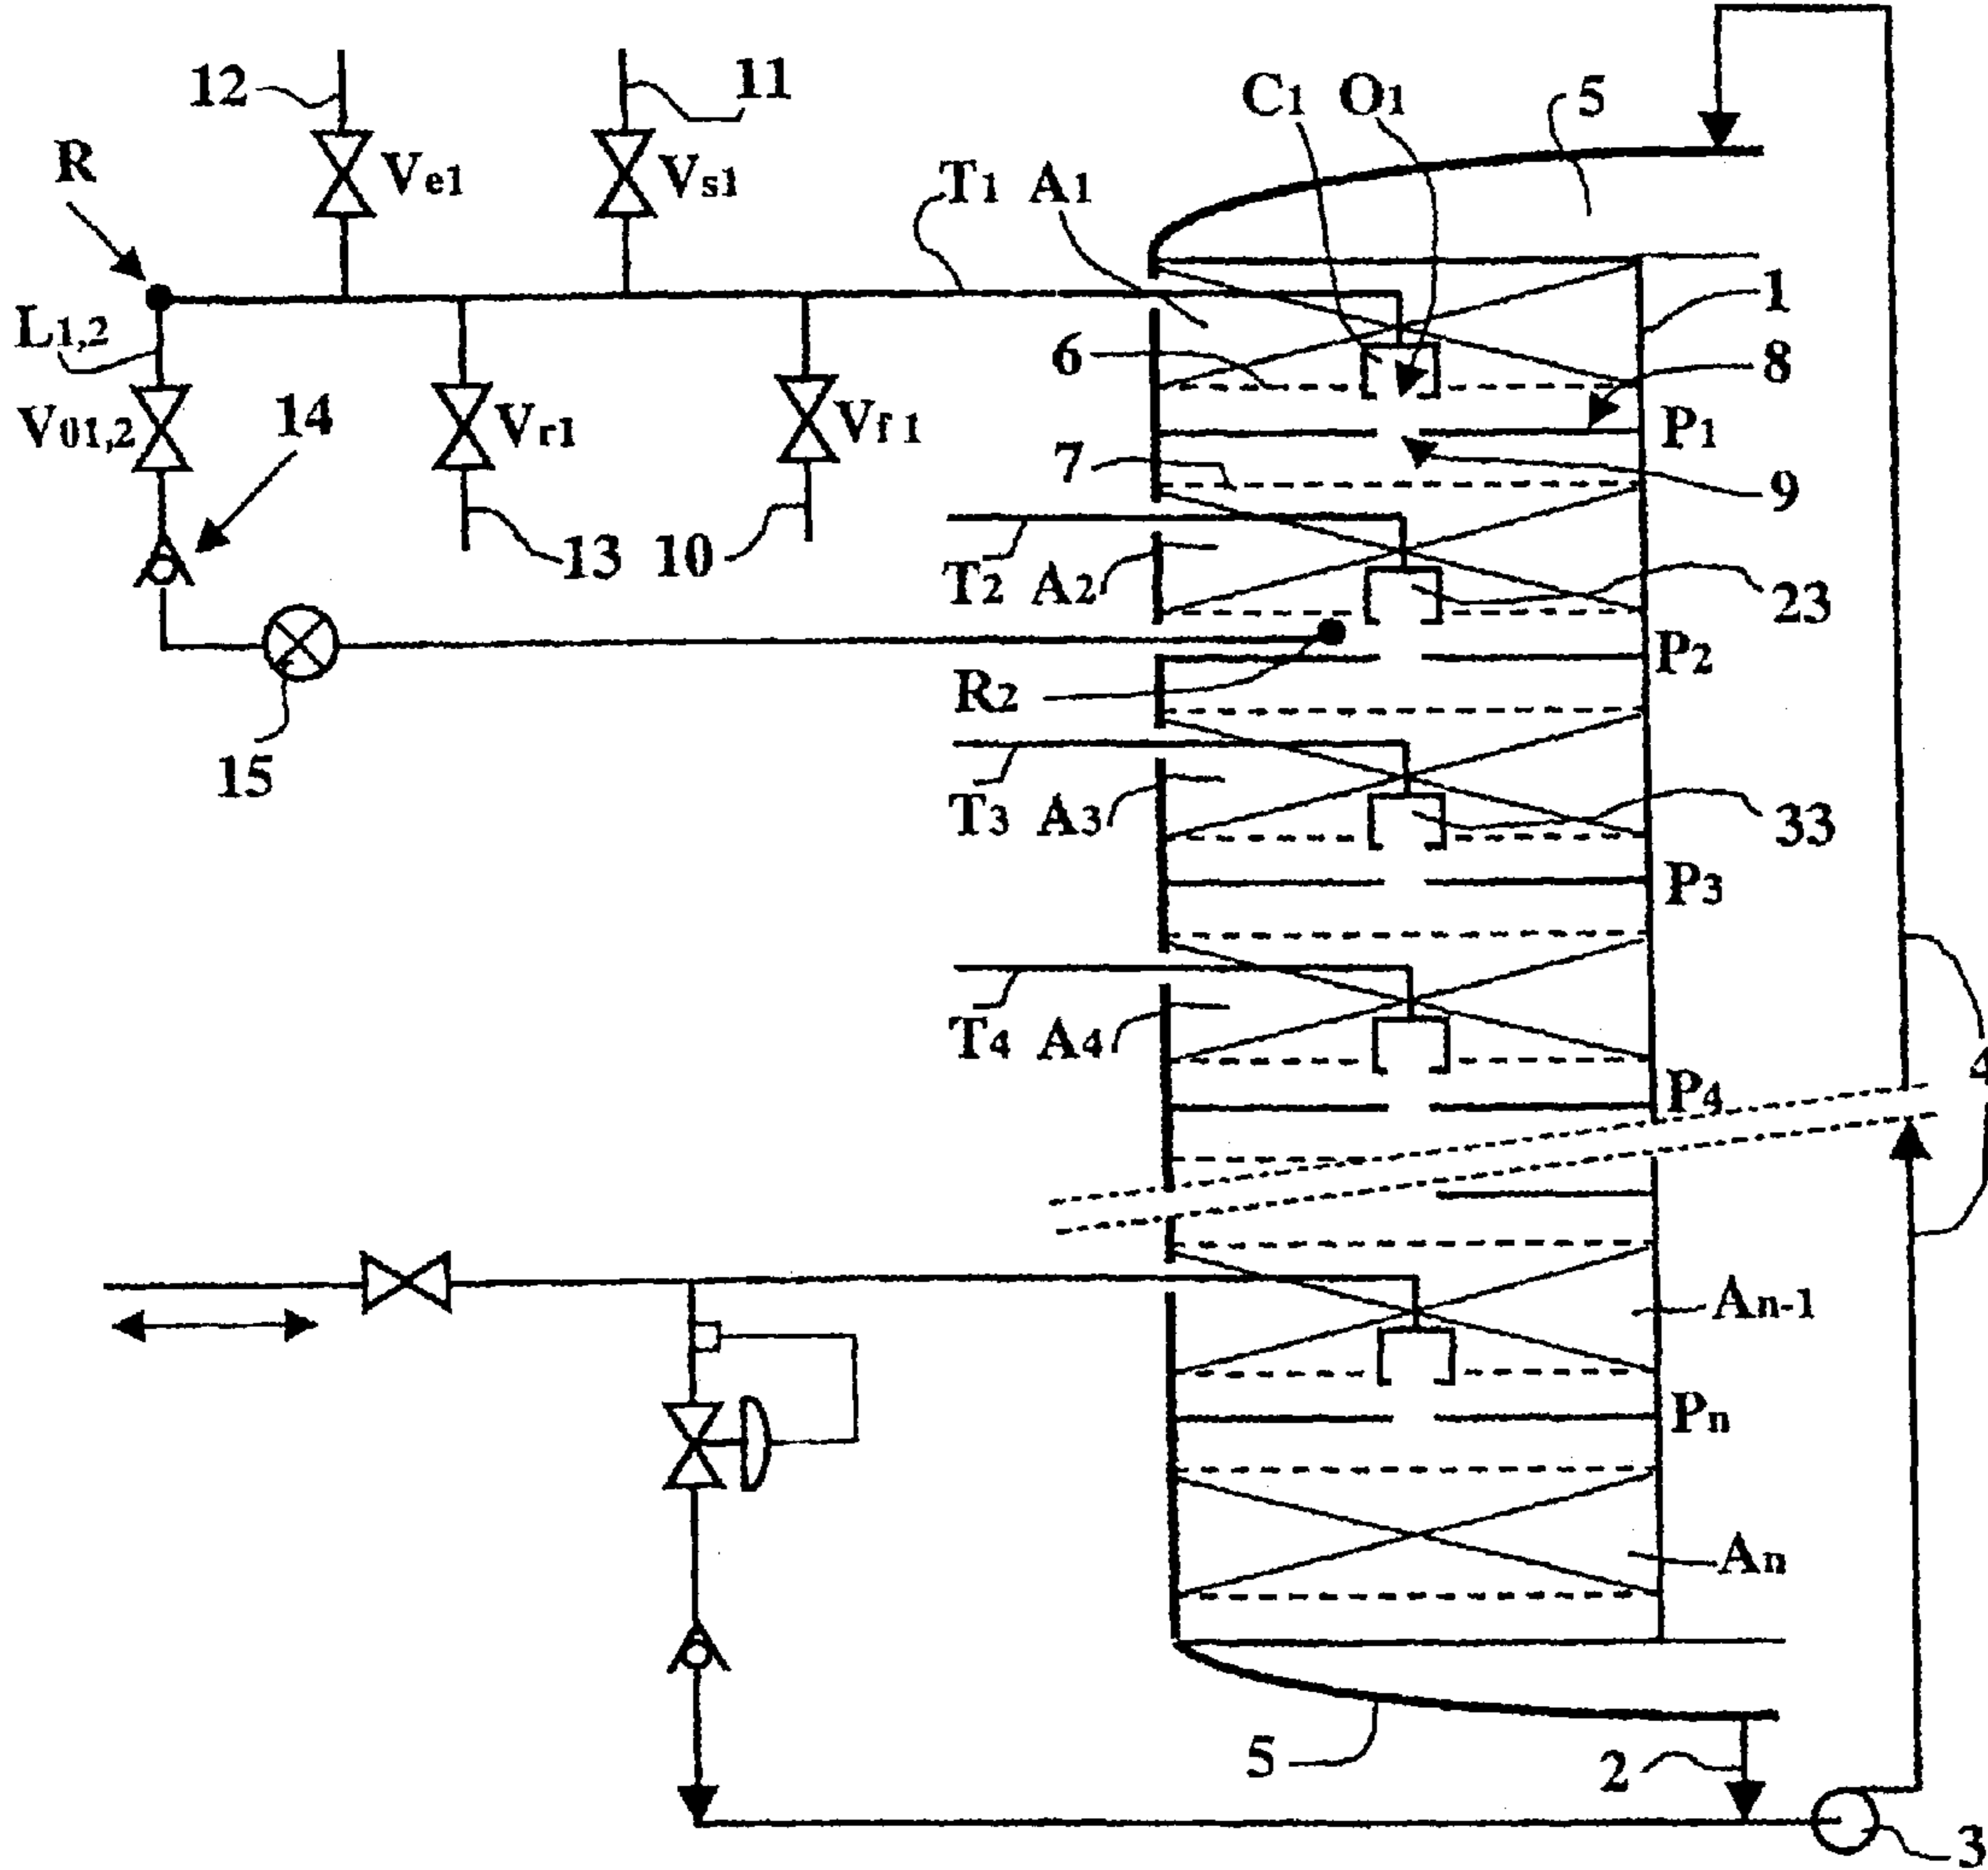 12
11
C1 O1
5
R
Ve1
Vs1
T1 A1
1
L1,2
6
8
V01,2
14
Vr1
Vf1
P1
7
9
13
10
T2 A2
23
P2
R2
15
T3 A3
33
P3
T4 A4
4
P4
An-1
Pn
An
5
2
3